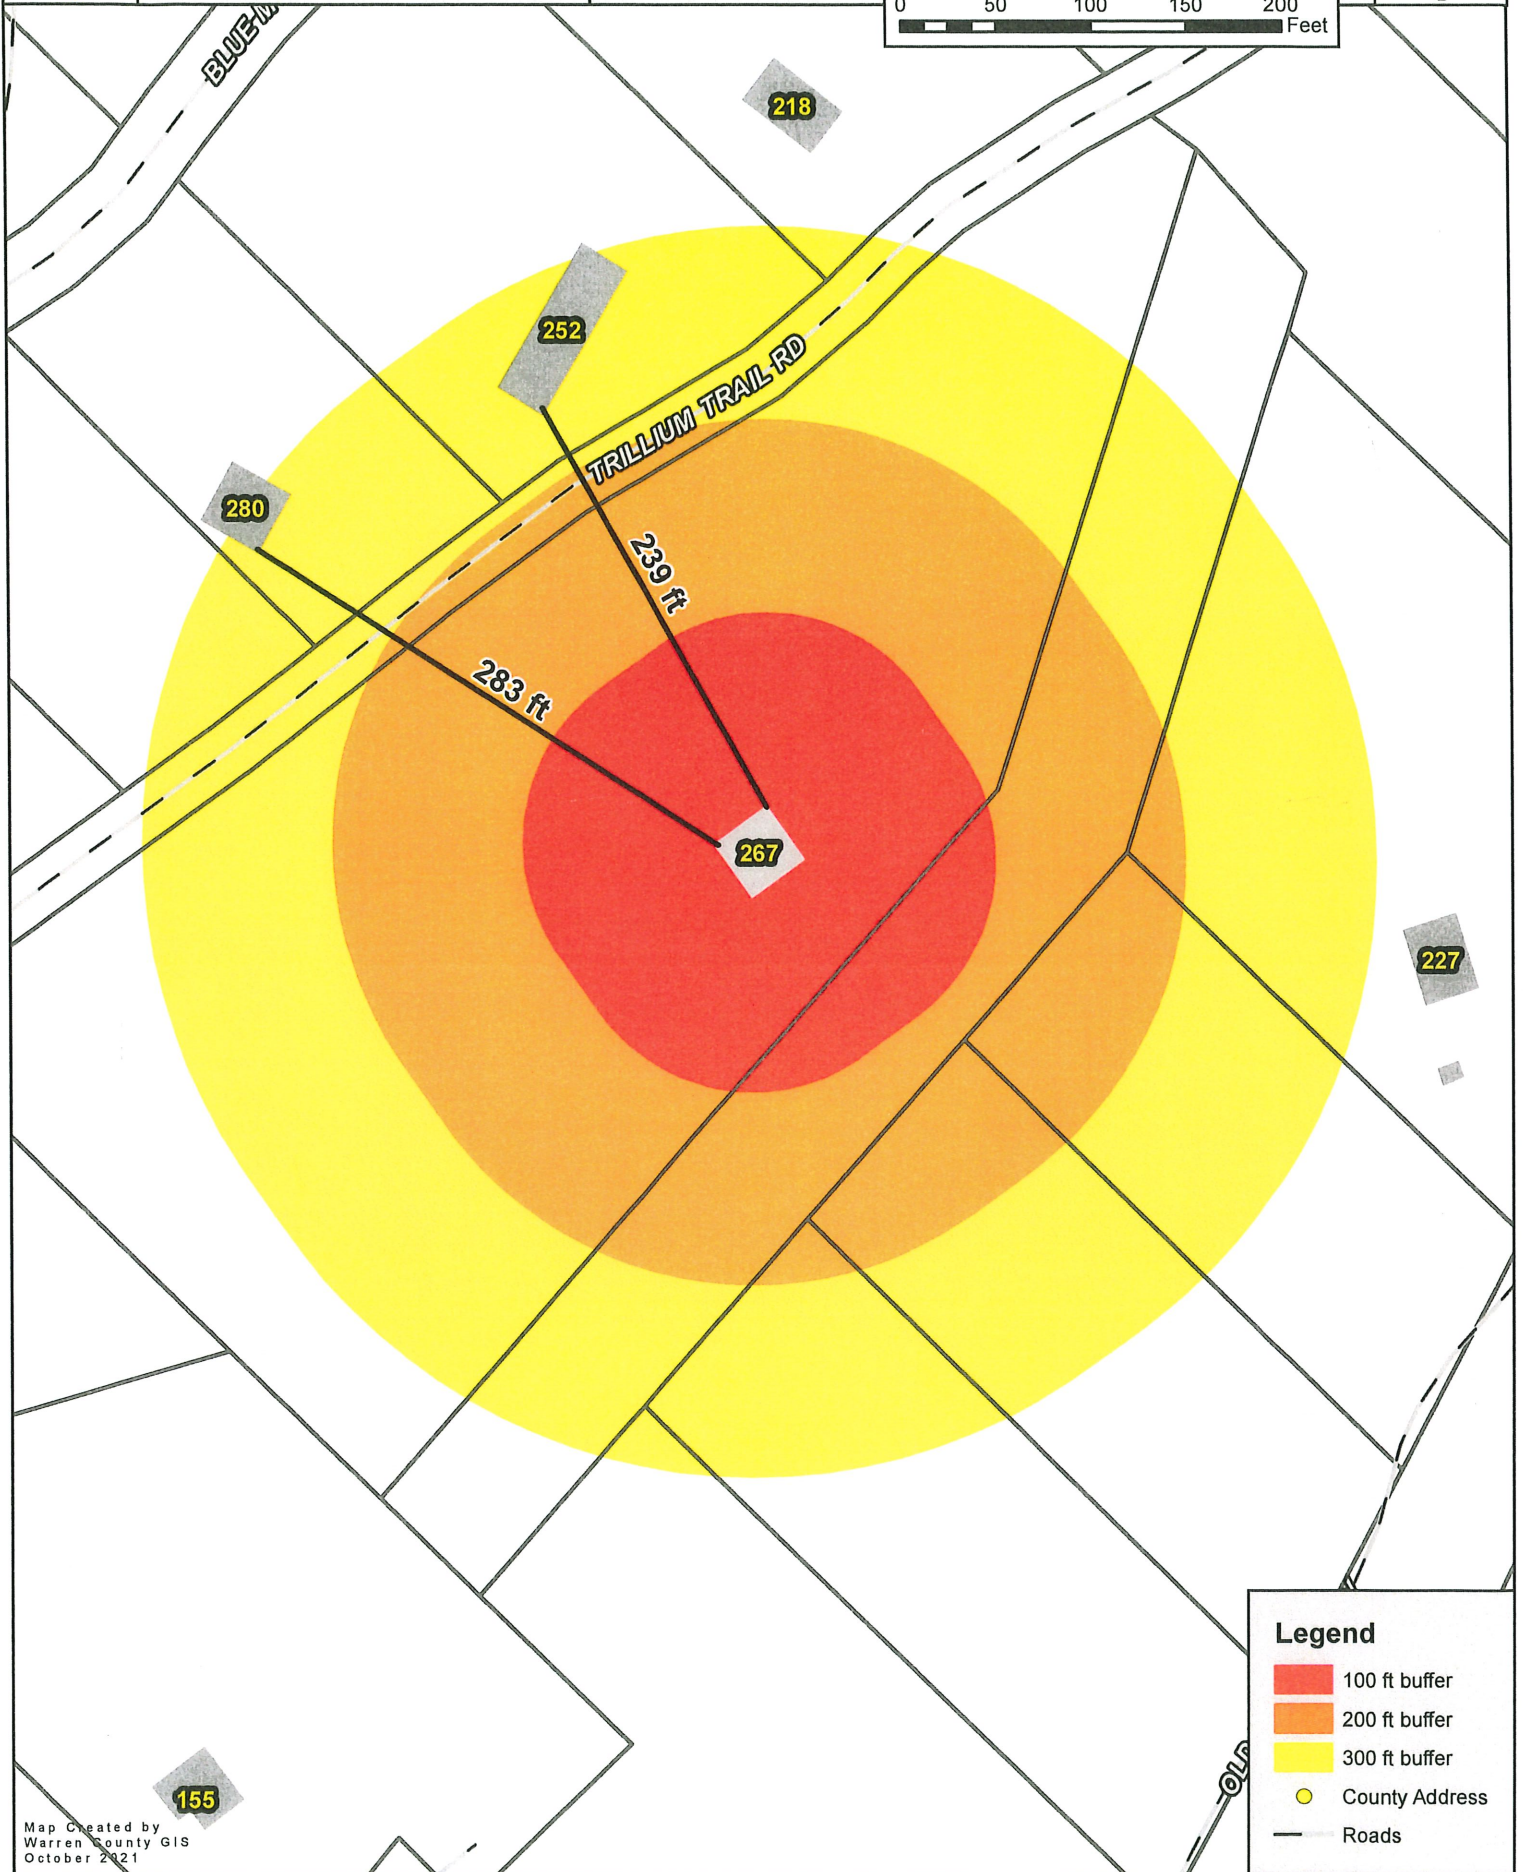 0 50 100 150 200
Feet
BLUE M
218
252
TRILLIUM TRAIL RD
280
239 ft
283 ft
267
227
Legend
100 ft buffer
200 ft buffer
300 ft buffer
County Address
Roads
OLD
155
Map Created by
Warren County GIS
October 2021